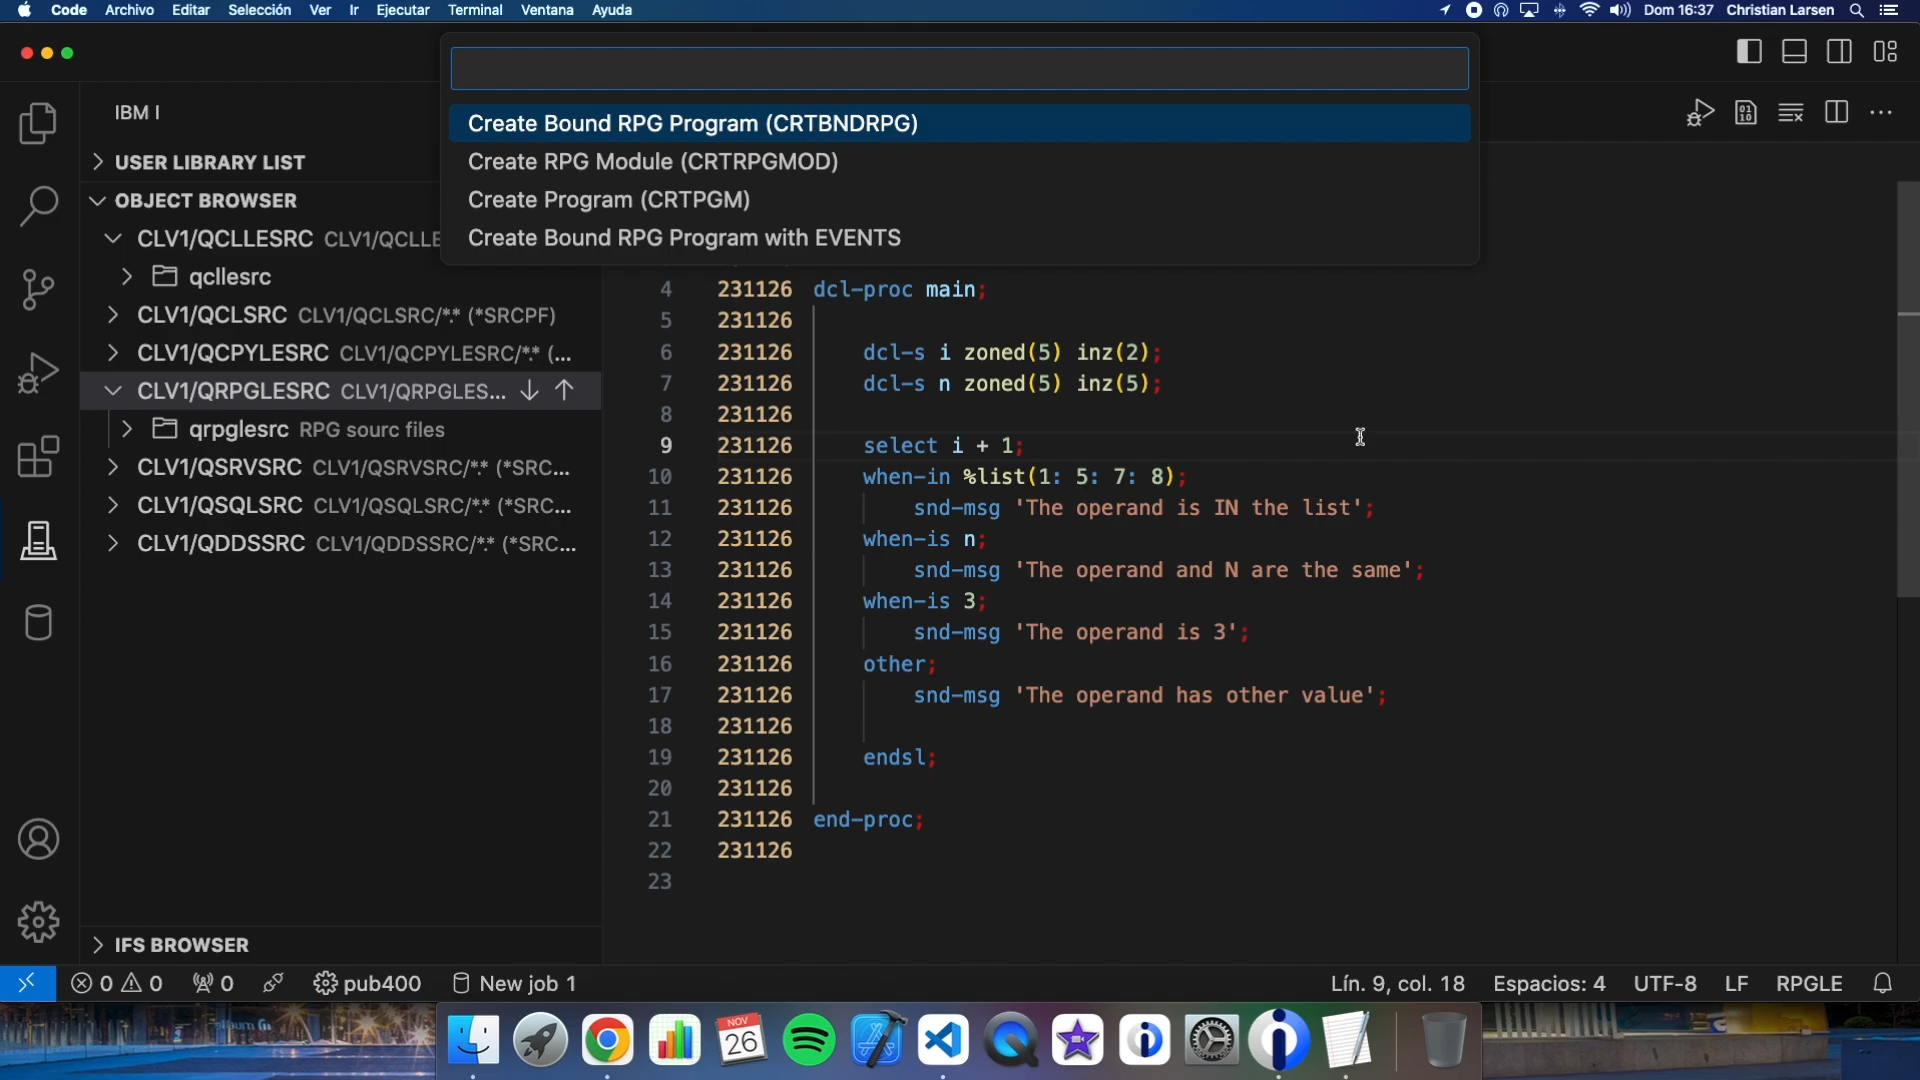 Code Archivo Editar Selección Ver Ir Ejecutar Terminal Ventana Ayuda Dom 16:37 Christian Larsen
IBM I
USER LIBRARY LIST
OBJECT BROWSER
CLV1/QCLLESRC CLV1/QCLLE
qcllesrc
CLV1/QCLSRC CLV1/QCLSRC/*.* (*SRCPF)
CLV1/QCPYLESRC CLV1/QCPYLESRC/*.* (...
CLV1/QRPGLESRC CLV1/QRPGLES...
qrpglesrc RPG sourc files
CLV1/QSRVSRC CLV1/QSRVSRC/*.* (*SRC...
CLV1/QSQLSRC CLV1/QSQLSRC/*.* (*SRC...
CLV1/QDDSSRC CLV1/QDDSSRC/*.* (*SRC...
IFS BROWSER
Create Bound RPG Program (CRTBNDRPG)
Create RPG Module (CRTRPGMOD)
Create Program (CRTPGM)
Create Bound RPG Program with EVENTS
4 231126 dcl-proc main;
5 231126
6 231126 dcl-s i zoned(5) inz(2);
7 231126 dcl-s n zoned(5) inz(5);
8 231126
9 231126 select i + 1;
10 231126 when-in %list(1: 5: 7: 8);
11 231126 snd-msg 'The operand is IN the list';
12 231126 when-is n;
13 231126 snd-msg 'The operand and N are the same';
14 231126 when-is 3;
15 231126 snd-msg 'The operand is 3';
16 231126 other;
17 231126 snd-msg 'The operand has other value';
18 231126
19 231126 endsl;
20 231126
21 231126 end-proc;
22 231126
23
0 0 0 pub400 New job 1 Lín. 9, col. 18 Espacios: 4 UTF-8 LF RPGLE
NOV
26